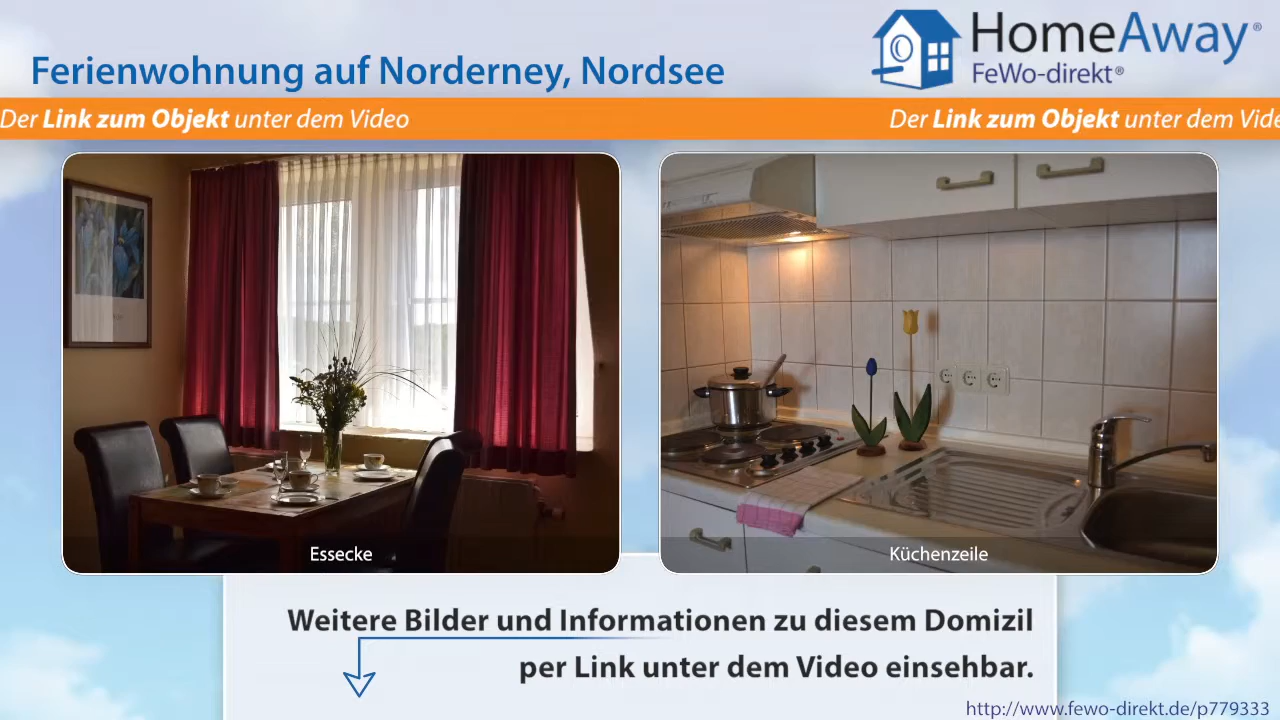 HomeAway®
FeWo-direkt®
Ferienwohnung auf Norderney, Nordsee
Der Link zum Objekt unter dem Video
Der Link zum Objekt unter dem Vide
Essecke
Küchenzeile
Weitere Bilder und Informationen zu diesem Domizil
per Link unter dem Video einsehbar.
http://www.fewo-direkt.de/p779333